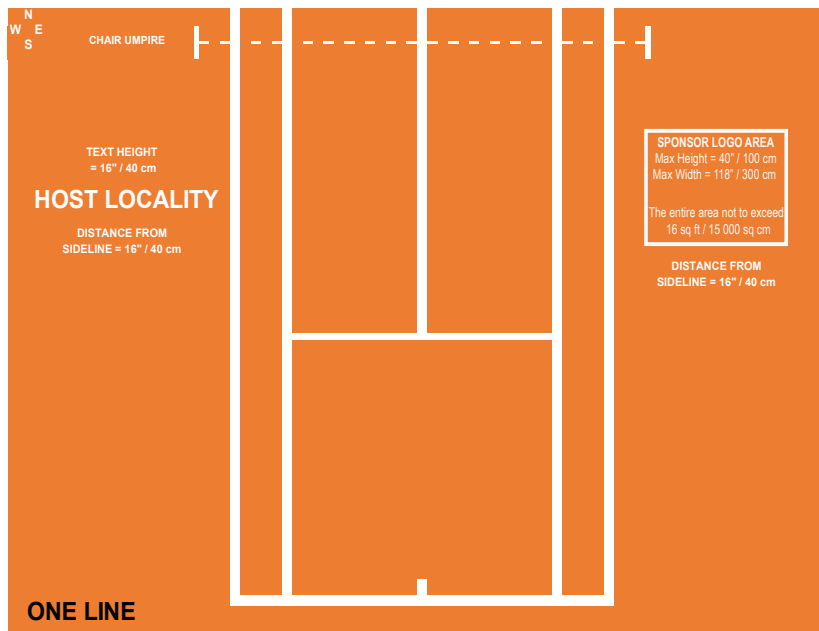 N
W E
S
CHAIR UMPIRE
TEXT HEIGHT
= 16" / 40 cm
HOST LOCALITY
DISTANCE FROM
SIDELINE = 16" / 40 cm
SPONSOR LOGO AREA
Max Height = 40” / 100 cm
Max Width = 118” / 300 cm
The entire area not to exceed
16 sq ft / 15 000 sq cm
DISTANCE FROM
SIDELINE = 16" / 40 cm
ONE LINE